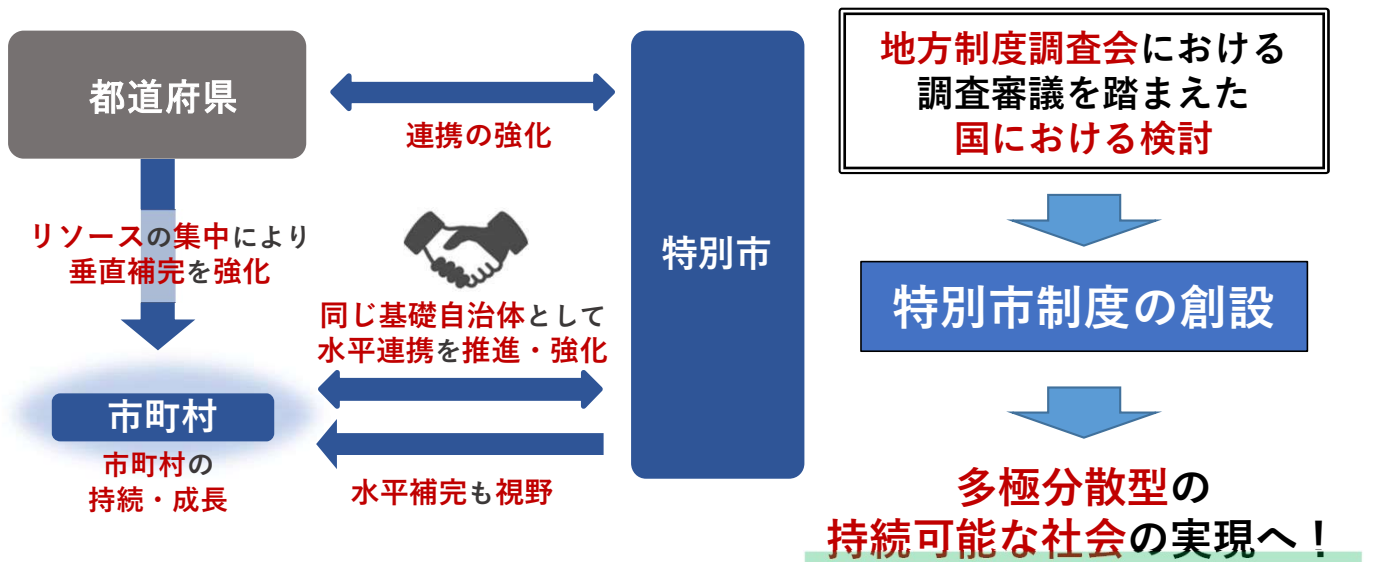 都道府県
連携の強化
リソースの集中により
垂直補完を強化
同じ基礎自治体として
水平連携を推進・強化
市町村
市町村の
持続・成長
水平補完も視野
特別市
地方制度調査会における
調査審議を踏まえた
国における検討
特別市制度の創設
多極分散型の
持続可能な社会の実現へ！